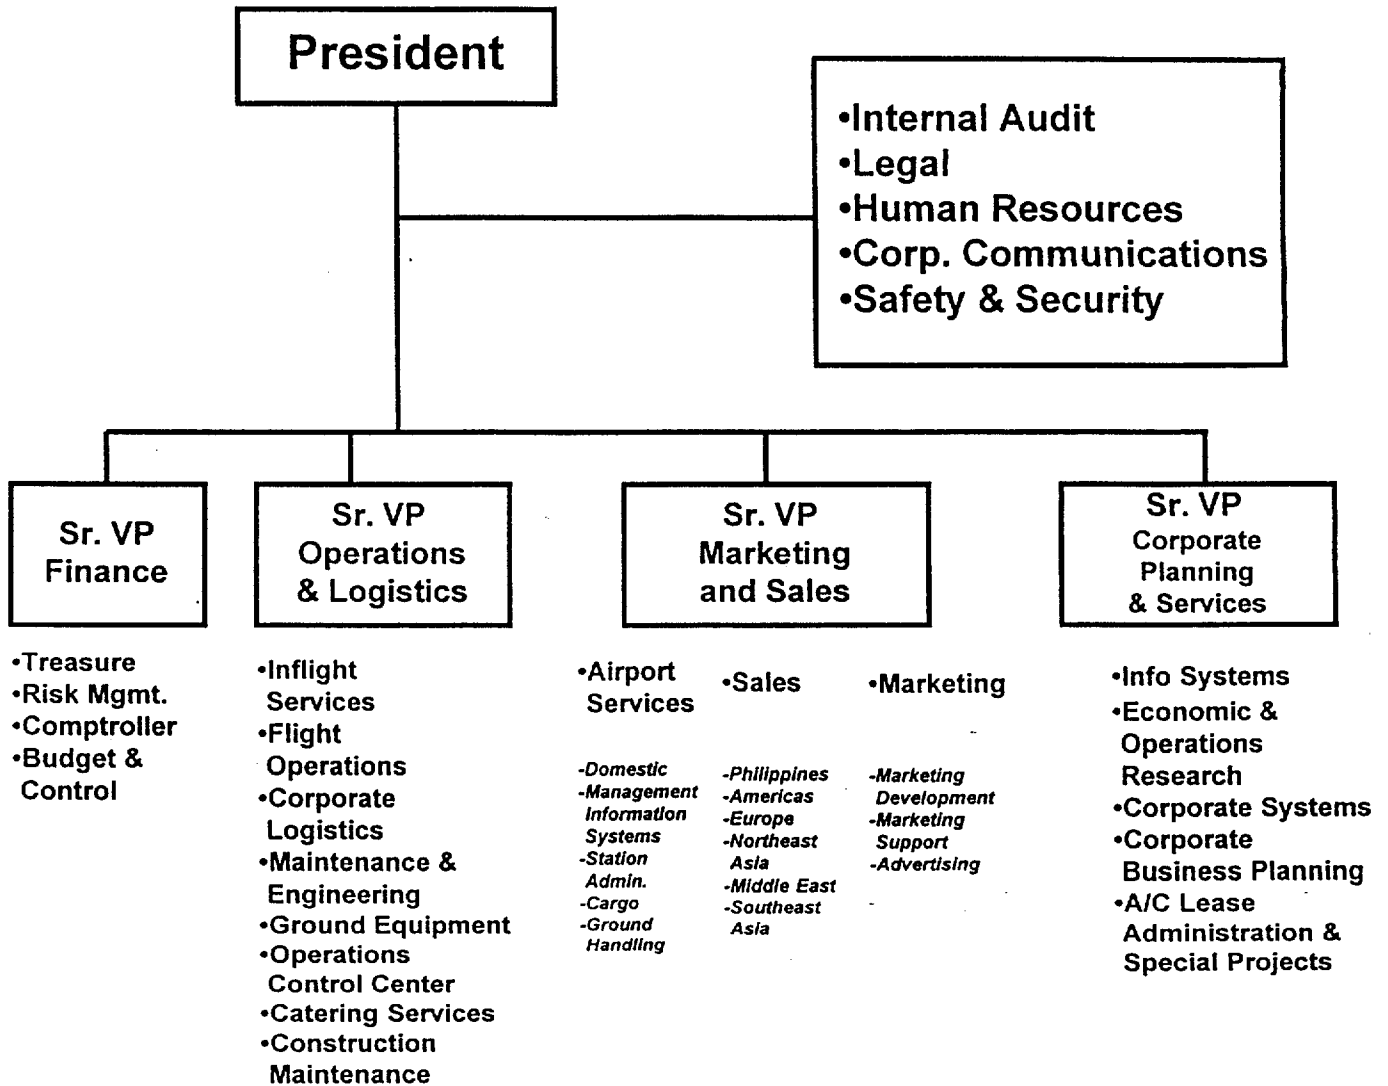 President
•Internal Audit
•Legal
•Human Resources
•Corp. Communications
•Safety & Security
Sr. VP
Finance
•Treasure
•Risk Mgmt.
•Comptroller
•Budget &
Control
Sr. VP
Operations
& Logistics
•Inflight
Services
•Flight
Operations
•Corporate
Logistics
•Maintenance &
Engineering
•Ground Equipment
•Operations
Control Center
•Catering Services
•Construction
Maintenance
Sr. VP
Marketing
and Sales
•Airport
Services
-Domestic
-Management
Information
Systems
-Station
Admin.
-Cargo
-Ground
Handling
•Sales
-Philippines
-Americas
-Europe
-Northeast
Asia
-Middle East
-Southeast
Asia
•Marketing
-Marketing
Development
-Marketing
Support
-Advertising
Sr. VP
Corporate
Planning
& Services
•Info Systems
•Economic &
Operations
Research
•Corporate Systems
•Corporate
Business Planning
•A/C Lease
Administration &
Special Projects